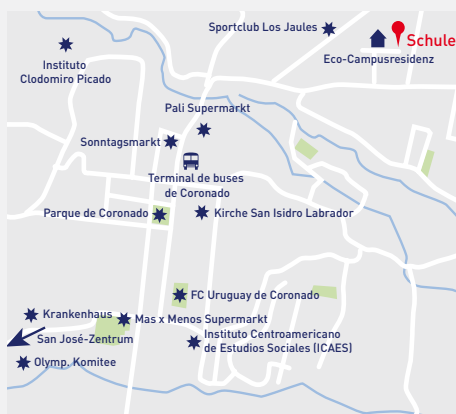 Sportclub Los Jaules
Schule
Eco-Campusresidenz
Instituto
Clodomiro Picado
Pali Supermarkt
Sonntagsmarkt
Terminal de buses
de Coronado
Parque de Coronado
Kirche San Isidro Labrador
FC Uruguay de Coronado
Krankenhaus
Mas x Menos Supermarkt
San José-Zentrum
Instituto Centroamericano
de Estudios Sociales (ICAES)
Olymp. Komitee